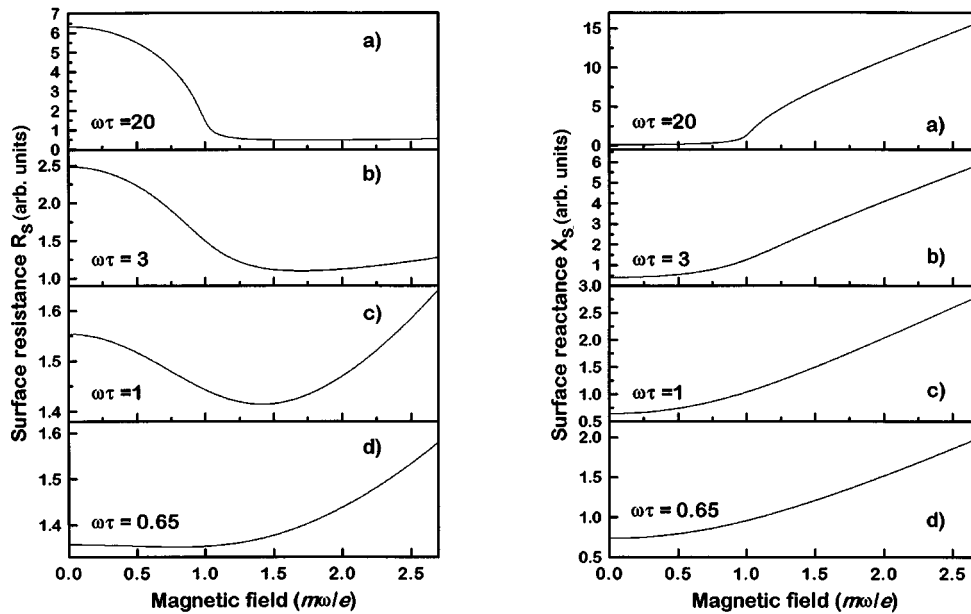 7
6
5
4
3
2
1
0
a)
ωτ=20
2.5
2.0
1.5
1.0
b)
ωτ = 3
1.6
1.5
1.4
c)
ωτ =1
1.6
1.5
1.4
d)
ωτ = 0.65
0.0 0.5 1.0 1.5 2.0 2.5
Magnetic field (mω/e)
Surface resistance RS (arb. units)
15
10
5
0
ωτ=20
a)
6
5
4
3
2
1
ωτ = 3
b)
3.0
2.5
2.0
1.5
1.0
0.5
ωτ =1
c)
2.0
1.5
1.0
0.5
ωτ = 0.65
d)
0.0 0.5 1.0 1.5 2.0 2.5
Magnetic field (mω/e)
Surface reactance XS (arb. units)